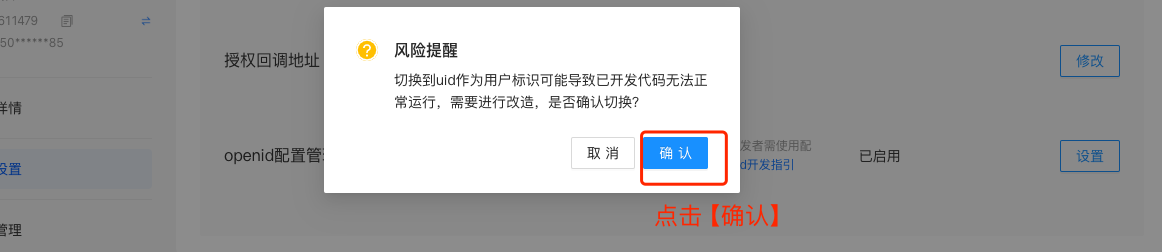 611479
50******85
详情
设置
管理
授权回调地址
修改
风险提醒
切换到uid作为用户标识可能导致已开发代码无法正
常运行，需要进行改造，是否确认切换？
取 消
确 认
openid配置管
发者需使用配
d开发指引
已启用
设置
点击【确认】